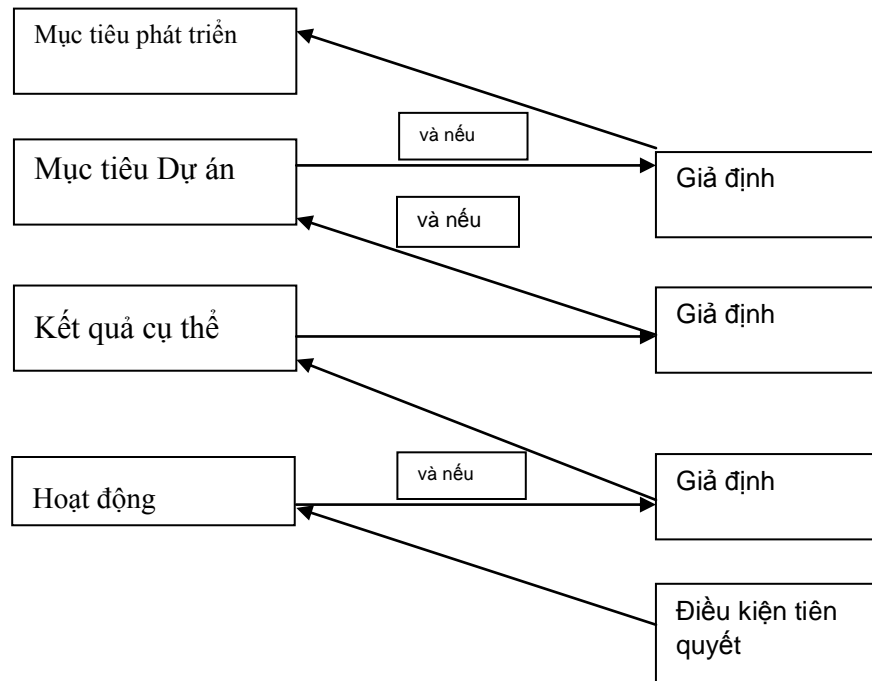 Mục tiêu phát triển
và nếu
Mục tiêu Dự án
Giả định
và nếu
Kết quả cụ thể
Giả định
và nếu
Hoạt động
Giả định
Điều kiện tiên
quyết